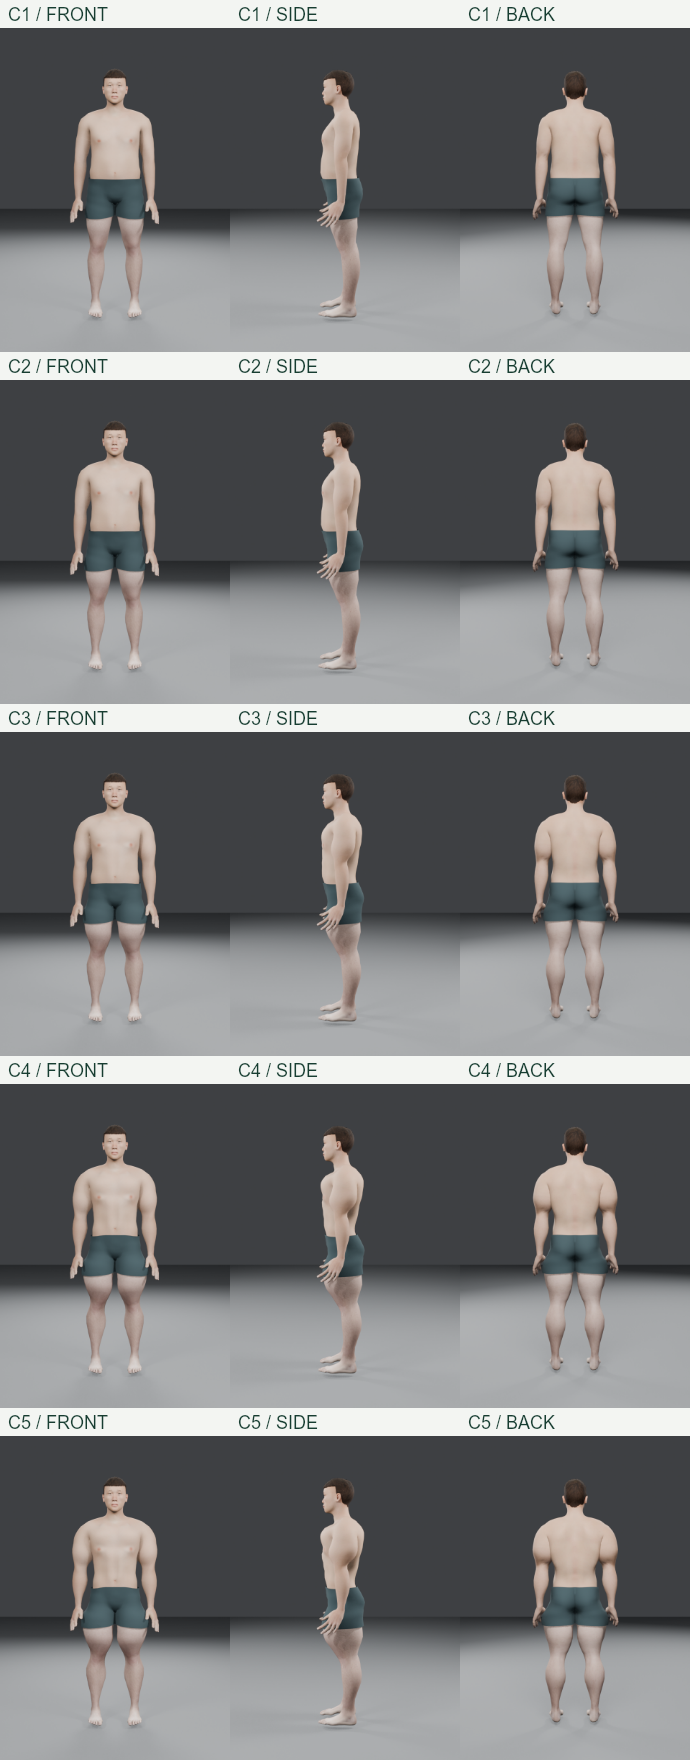 C1 / FRONT C1 / SIDE C1 / BACK
C2 / FRONT C2 / SIDE C2 / BACK
C3 / FRONT C3 / SIDE C3 / BACK
C4 / FRONT C4 / SIDE C4 / BACK
C5 / FRONT C5 / SIDE C5 / BACK